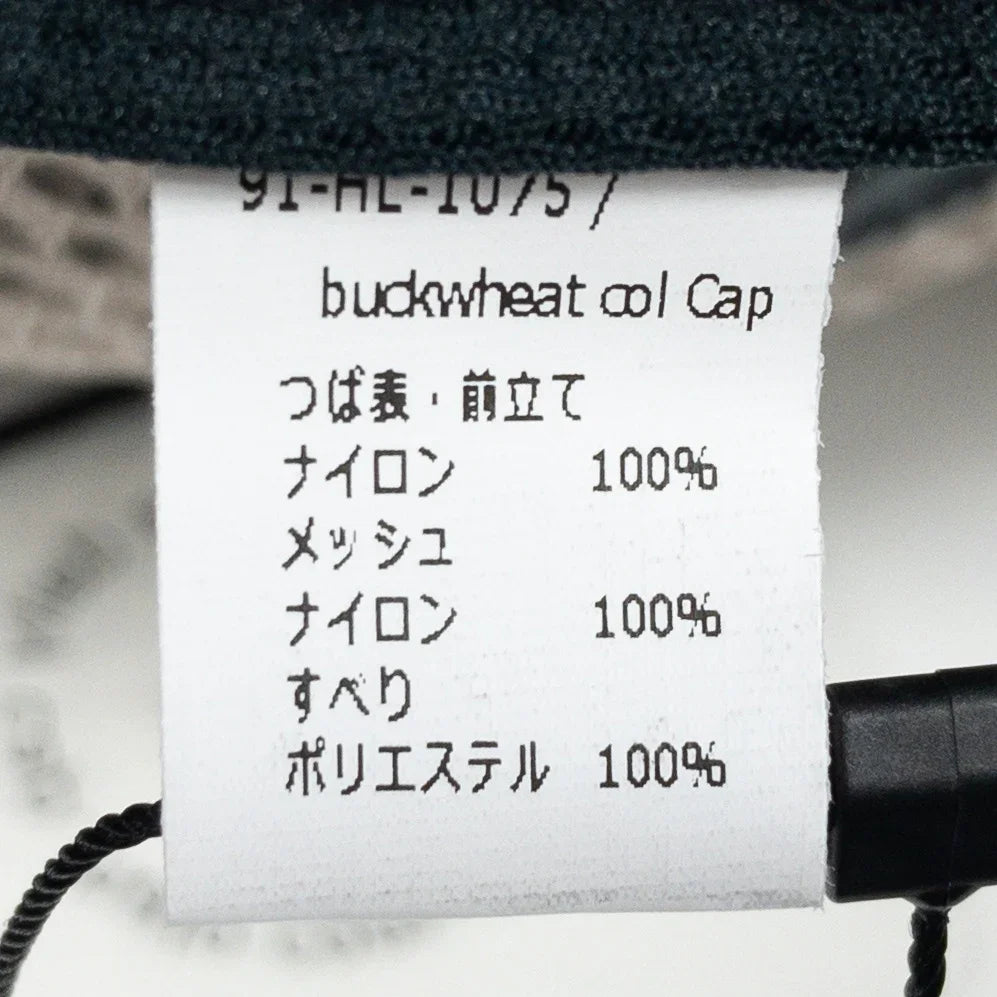 91-HL-1075 /
buckwheat cool Cap
つば表・前立て
ナイロン 100%
メッシュ
ナイロン 100%
すべり
ポリエステル 100%